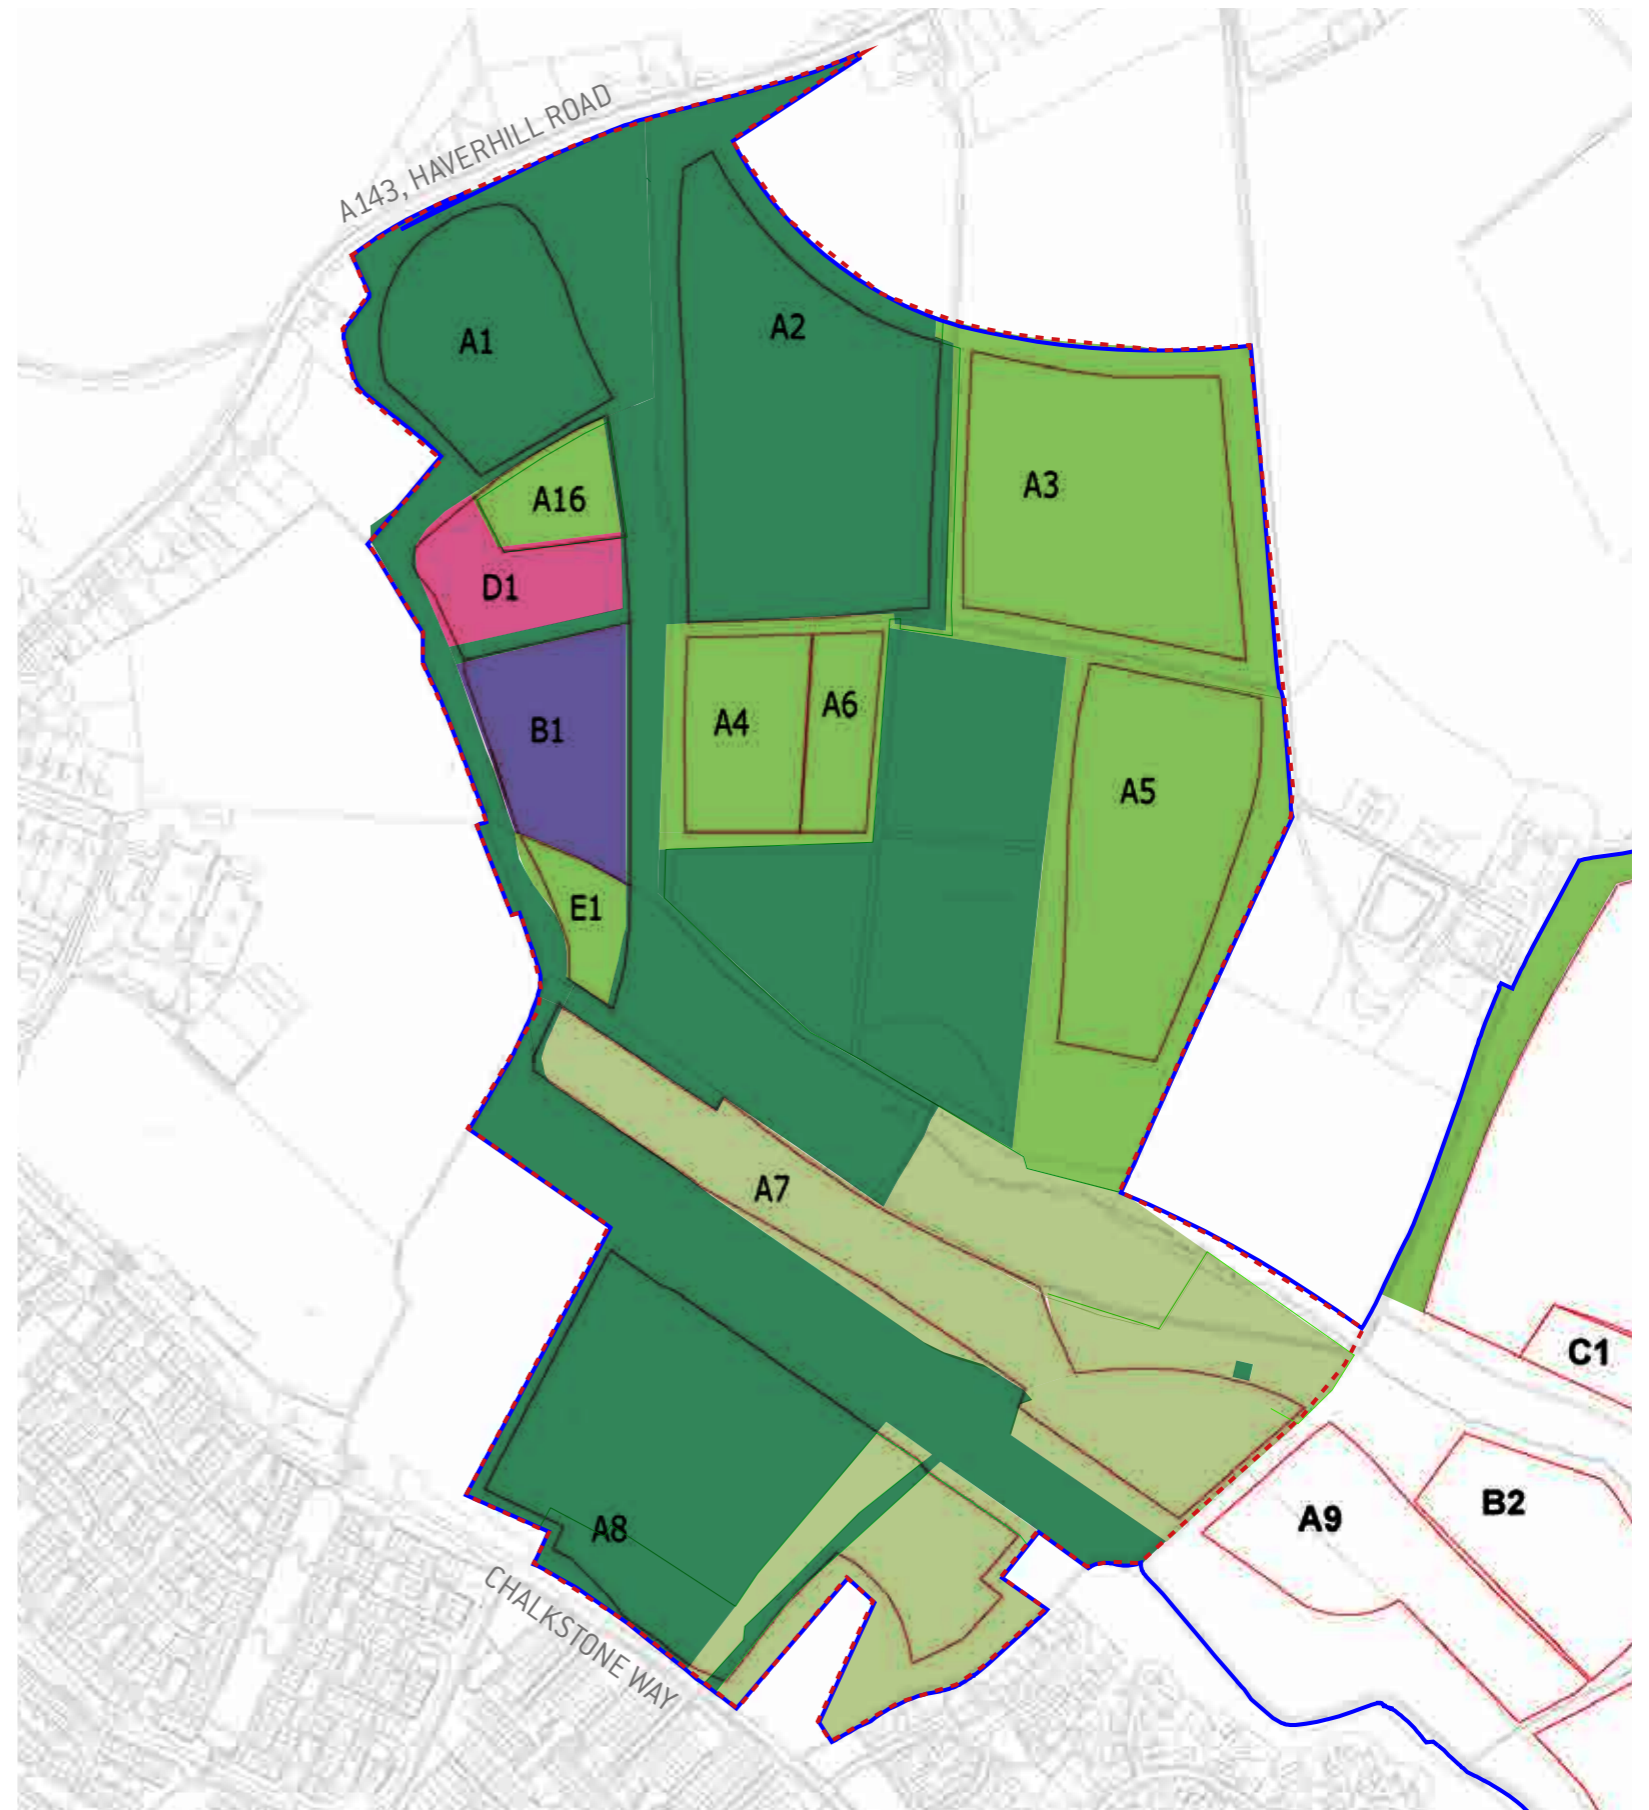 A143, HAVERHILL ROAD
A1
A2
A3
A16
D1
A4
A6
B1
A5
E1
A7
C1
A8
A9
B2
CHALKSTONE WAY